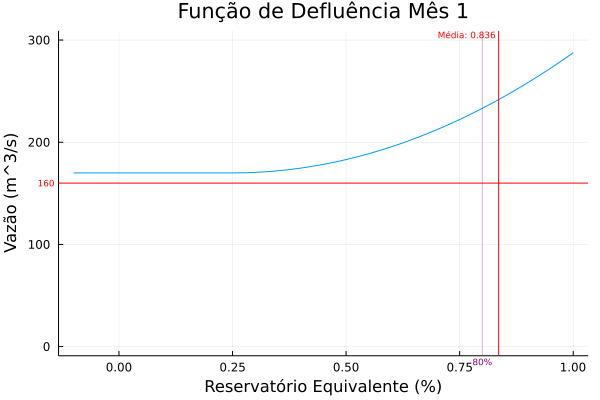 Função de Defluência Mês 1
Média: 0.836
300
200
160
100
0
Vazão (m^3/s)
0.00
0.25
0.50
0.75
80%
1.00
Reservatório Equivalente (%)